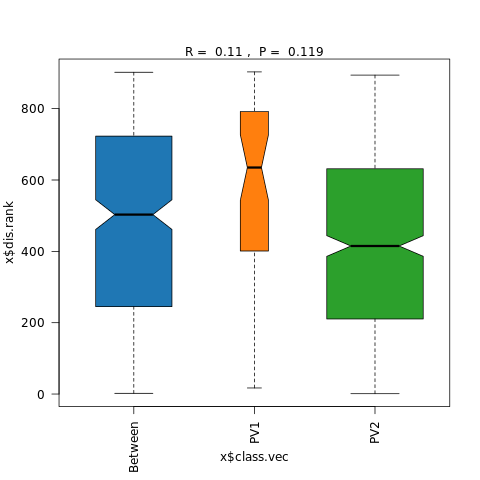 R = 0.11 , P = 0.119
x$dis.rank
800
600
400
200
0
Between
PV1
PV2
x$class.vec